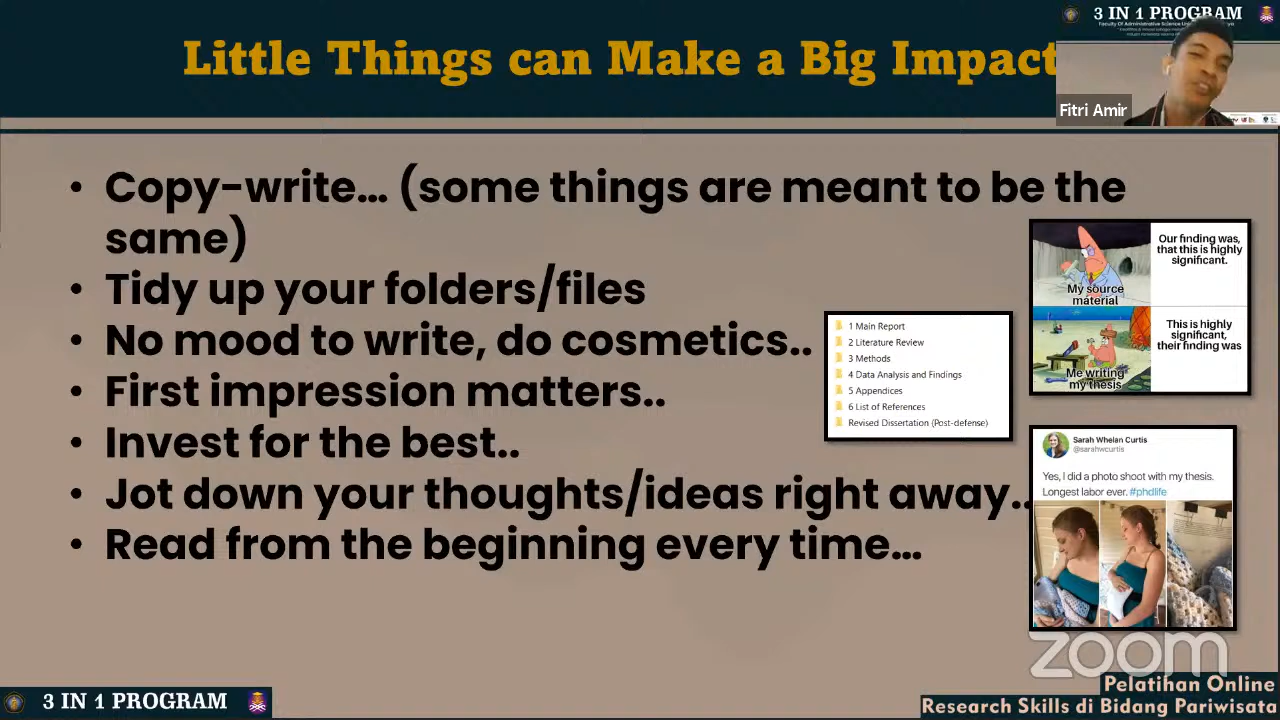 3 IN 1 PROGRAM
Little Things can Make a Big Impact
Fitri Amir
• Copy-write... (some things are meant to be the
same)
• Tidy up your folders/files
• No mood to write, do cosmetics..
• First impression matters..
• Invest for the best..
• Jot down your thoughts/ideas right away..
• Read from the beginning every time...
1 Main Report
2 Literature Review
3 Methods
4 Data Analysis and Findings
5 Appendices
6 List of References
Revised Dissertation (Post-defense)
My source
material
Our finding was,
that this is highly
significant.
Me writing
my thesis
This is highly
significant,
their finding was
Sarah Whelan Curtis
@sarahwcurtis
Yes, I did a photo shoot with my thesis.
Longest labor ever. #phdlife
zoom
3 IN 1 PROGRAM
Pelatihan Online
Research Skills di Bidang Pariwisata